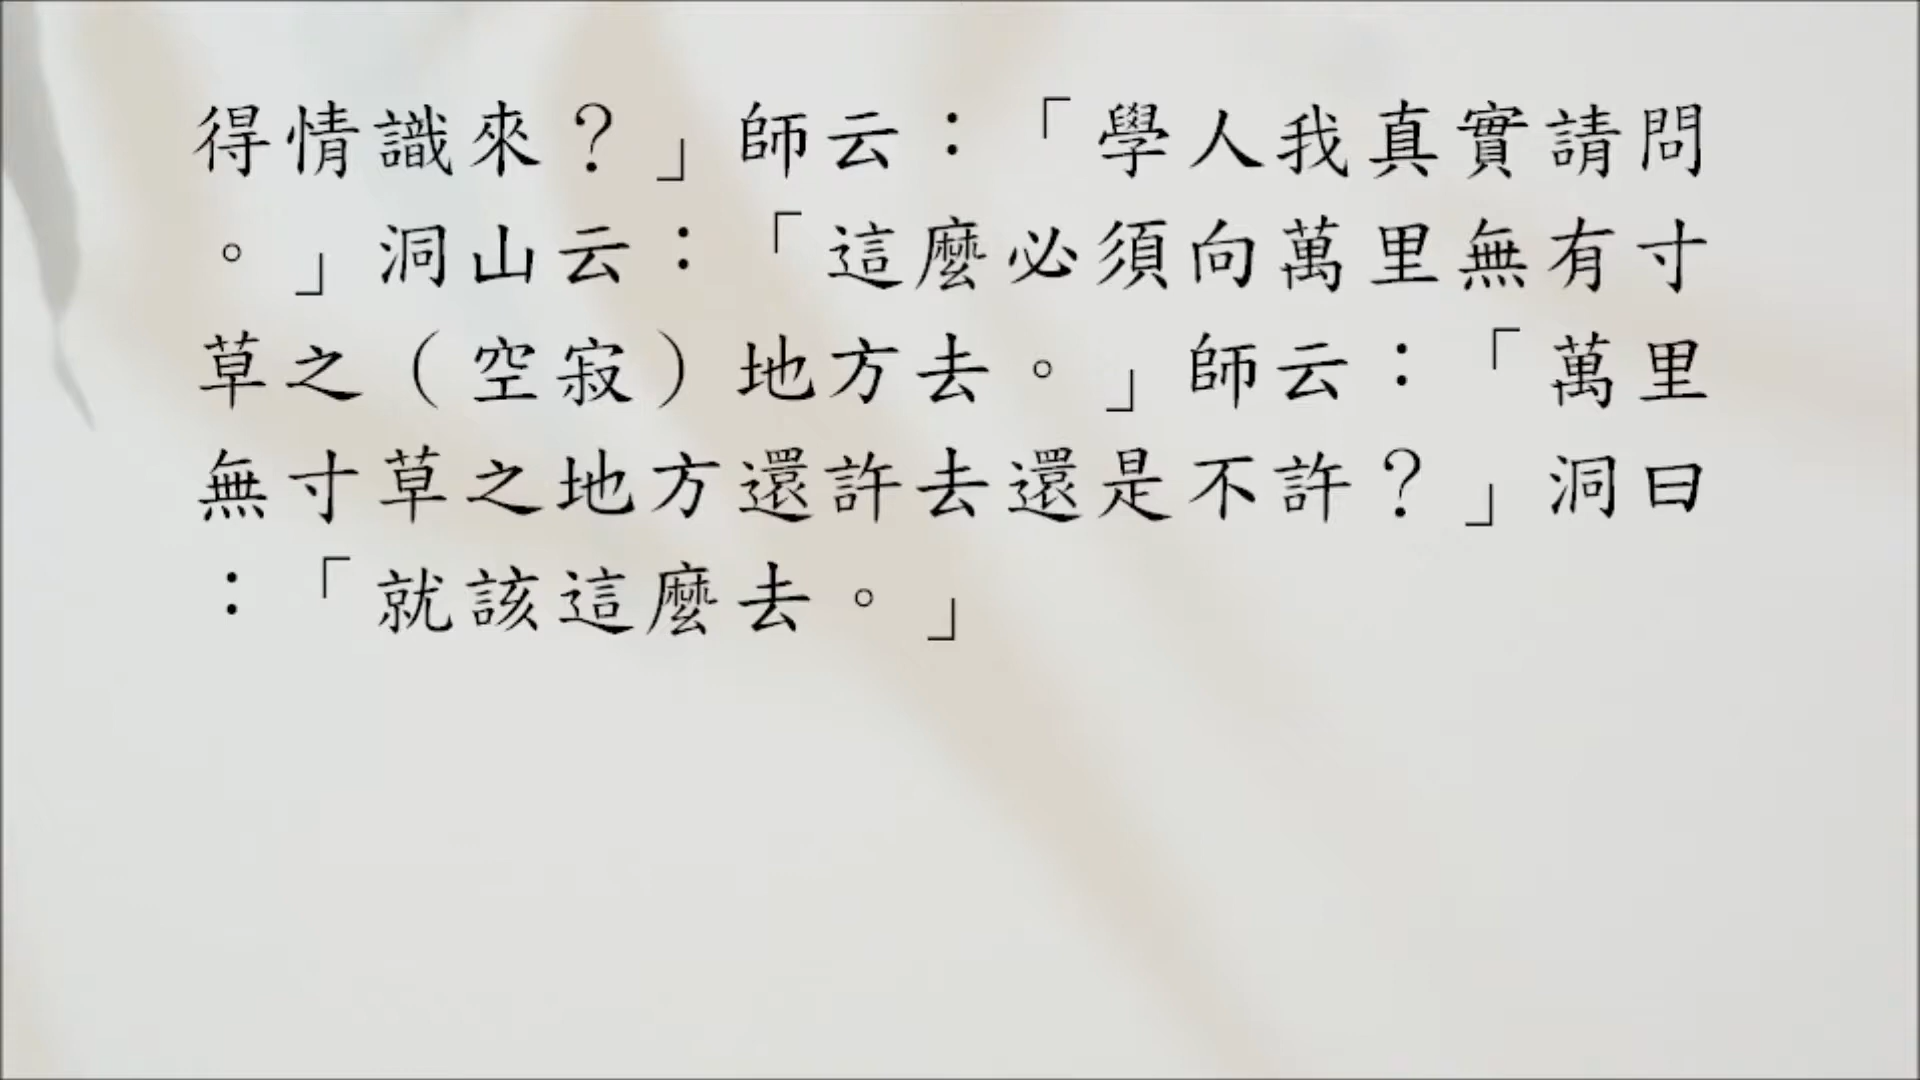 得情識來？」師云：「學人我真實請問
。」洞山云：「這麼必須向萬里無有寸
草之（空寂）地方去。」師云：「萬里
無寸草之地方還許去還是不許？」洞曰
：「就該這麼去。」